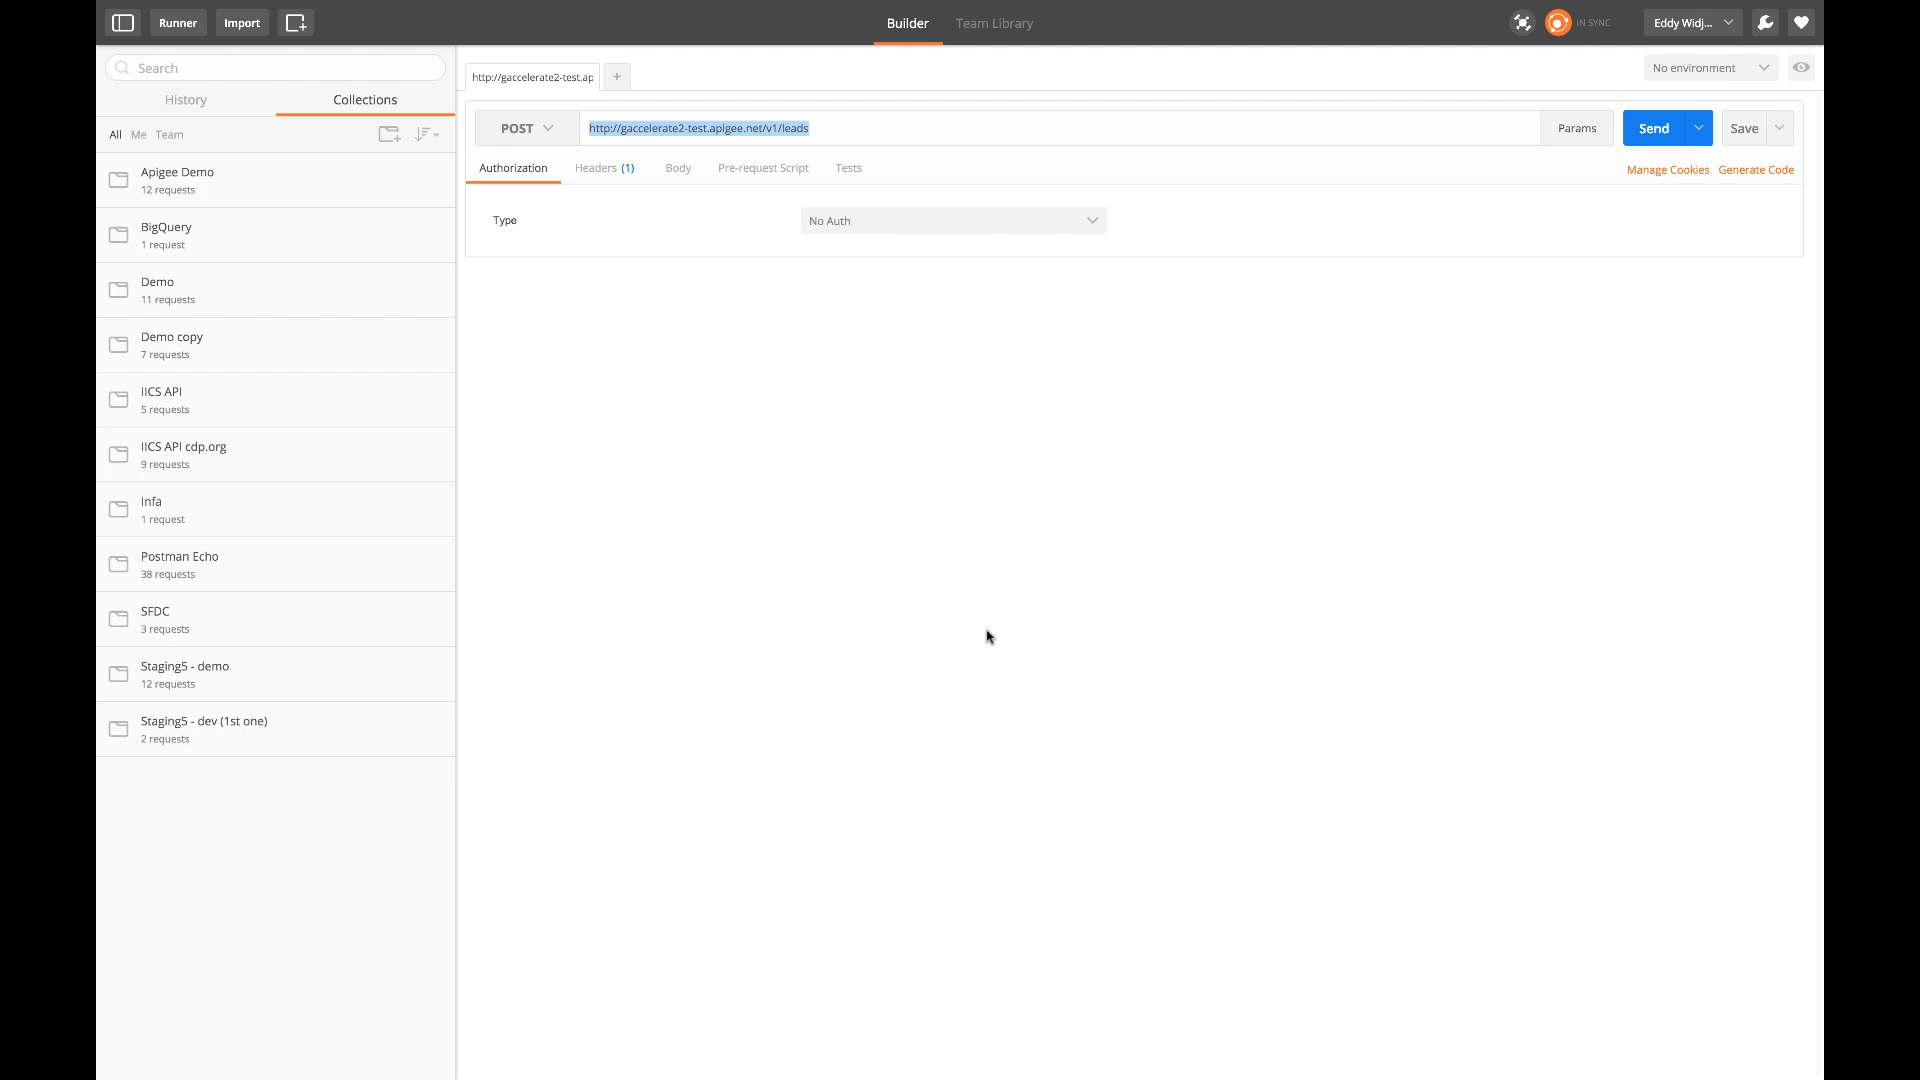 Runner
Import
Builder
Team Library
IN SYNC
Eddy Widj...
Search
History
Collections
All
Me
Team
Apigee Demo
12 requests
BigQuery
1 request
Demo
11 requests
Demo copy
7 requests
IICS API
5 requests
IICS API cdp.org
9 requests
Infa
1 request
Postman Echo
38 requests
SFDC
3 requests
Staging5 - demo
12 requests
Staging5 - dev (1st one)
2 requests
http://gaccelerate2-test.ap
No environment
POST
http://gaccelerate2-test.apigee.net/v1/leads
Params
Send
Save
Authorization
Headers (1)
Body
Pre-request Script
Tests
Manage Cookies
Generate Code
Type
No Auth